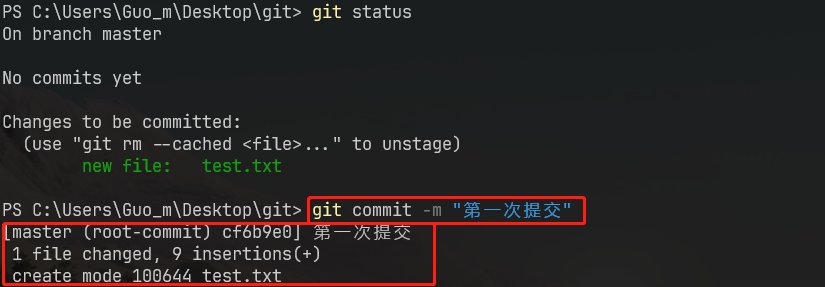 PS C:\Users\Guo_m\Desktop\git> git status
On branch master
No commits yet
Changes to be committed:
(use "git rm --cached <file>..." to unstage)
new file: test.txt
PS C:\Users\Guo_m\Desktop\git> git commit -m "第一次提交"
[master (root-commit) cf6b9e0] 第一次提交
1 file changed, 9 insertions(+)
create mode 100644 test.txt